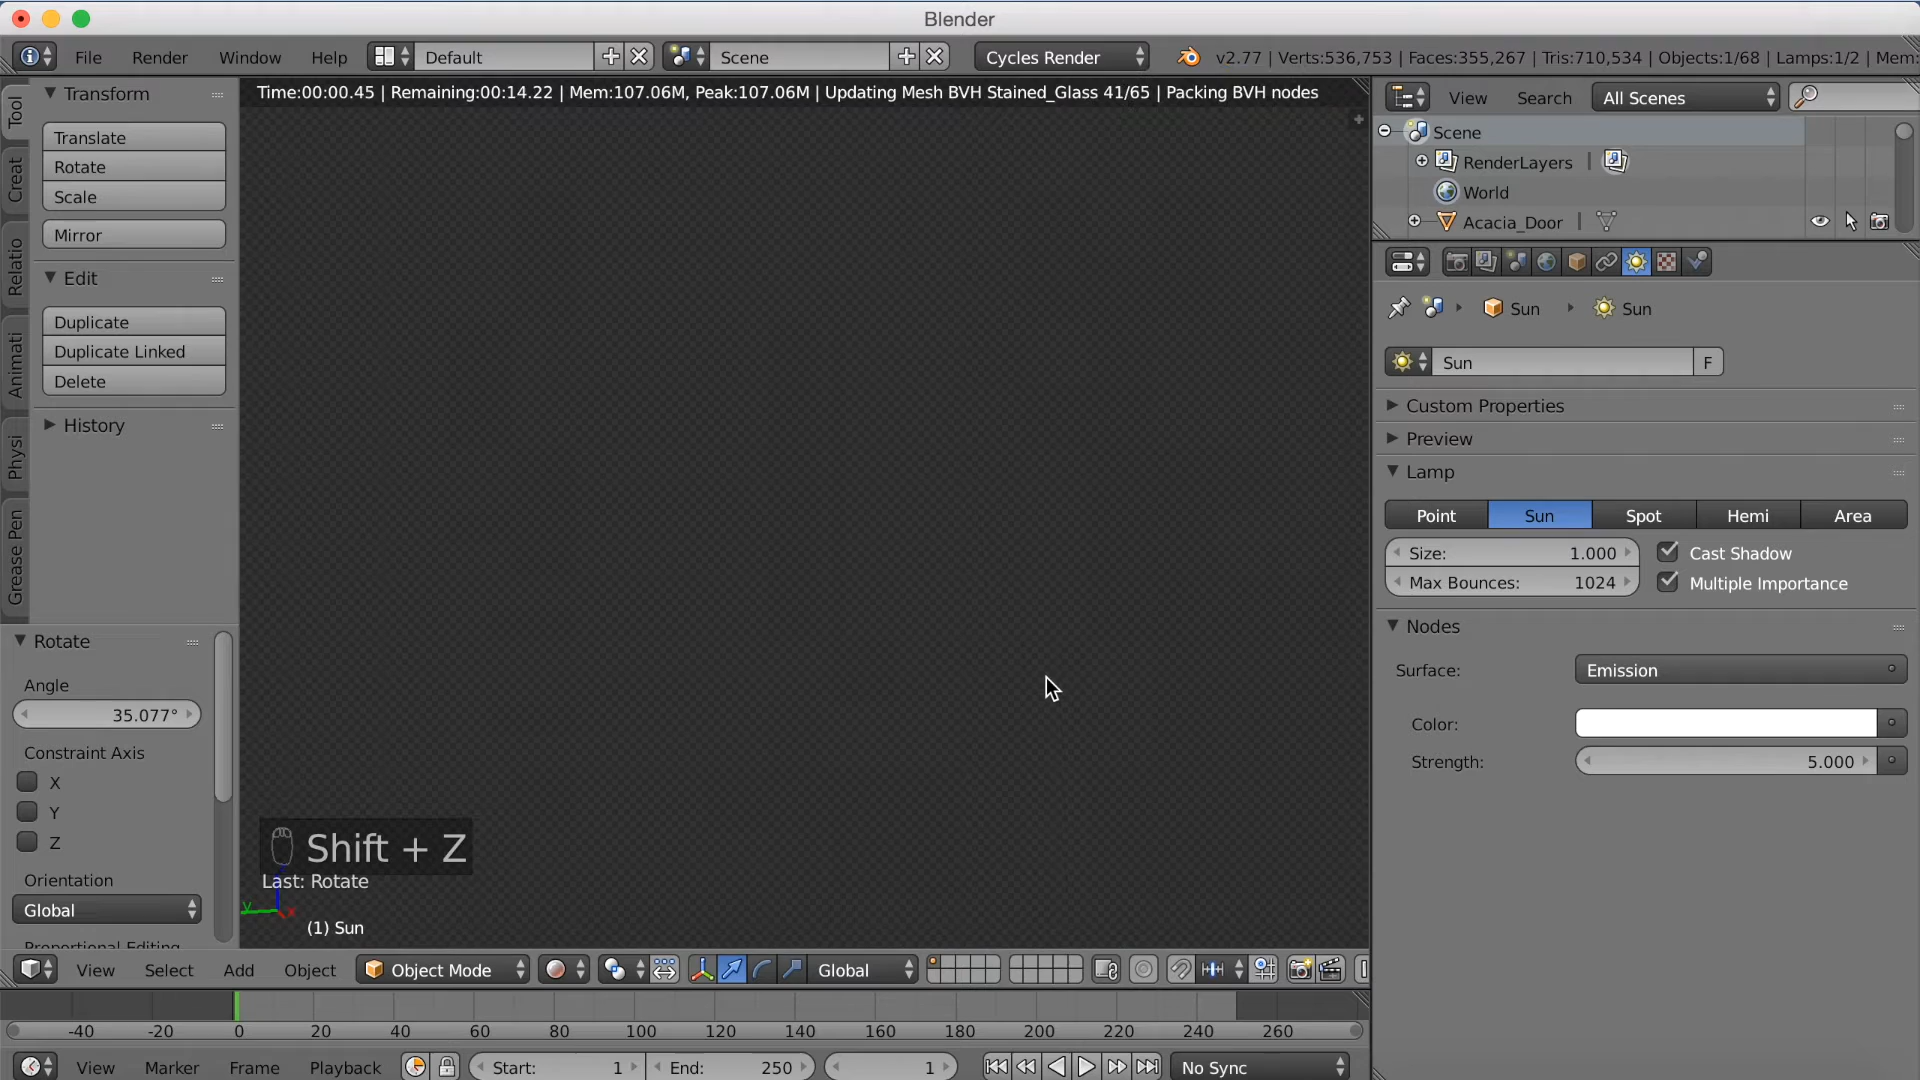 Blender
File Render Window Help Default Scene Cycles Render v2.77 | Verts:536,753 | Faces:355,267 | Tris:710,534 | Objects:1/68 | Lamps:1/2 | Mem:
Time:00:00.45 | Remaining:00:14.22 | Mem:107.06M, Peak:107.06M | Updating Mesh BVH Stained_Glass 41/65 | Packing BVH nodes
Tool
Creat
Relatio
Animati
Physi
Grease Pen
Transform
Translate
Rotate
Scale
Mirror
Edit
Duplicate
Duplicate Linked
Delete
History
Rotate
Angle
35.077°
Constraint Axis
X
Y
Z
Orientation
Global
Proportional Editing
Shift + Z
Last: Rotate
y x
(1) Sun
View Select Add Object Object Mode Global
-40 -20 0 20 40 60 80 100 120 140 160 180 200 220 240 260
View Marker Frame Playback Start: 1 End: 250 1 No Sync
View Search All Scenes
Scene
RenderLayers |
World
Acacia_Door |
Sun Sun
Sun F
Custom Properties
Preview
Lamp
Point Sun Spot Hemi Area
Size: 1.000 Cast Shadow
Max Bounces: 1024 Multiple Importance
Nodes
Surface: Emission
Color:
Strength: 5.000